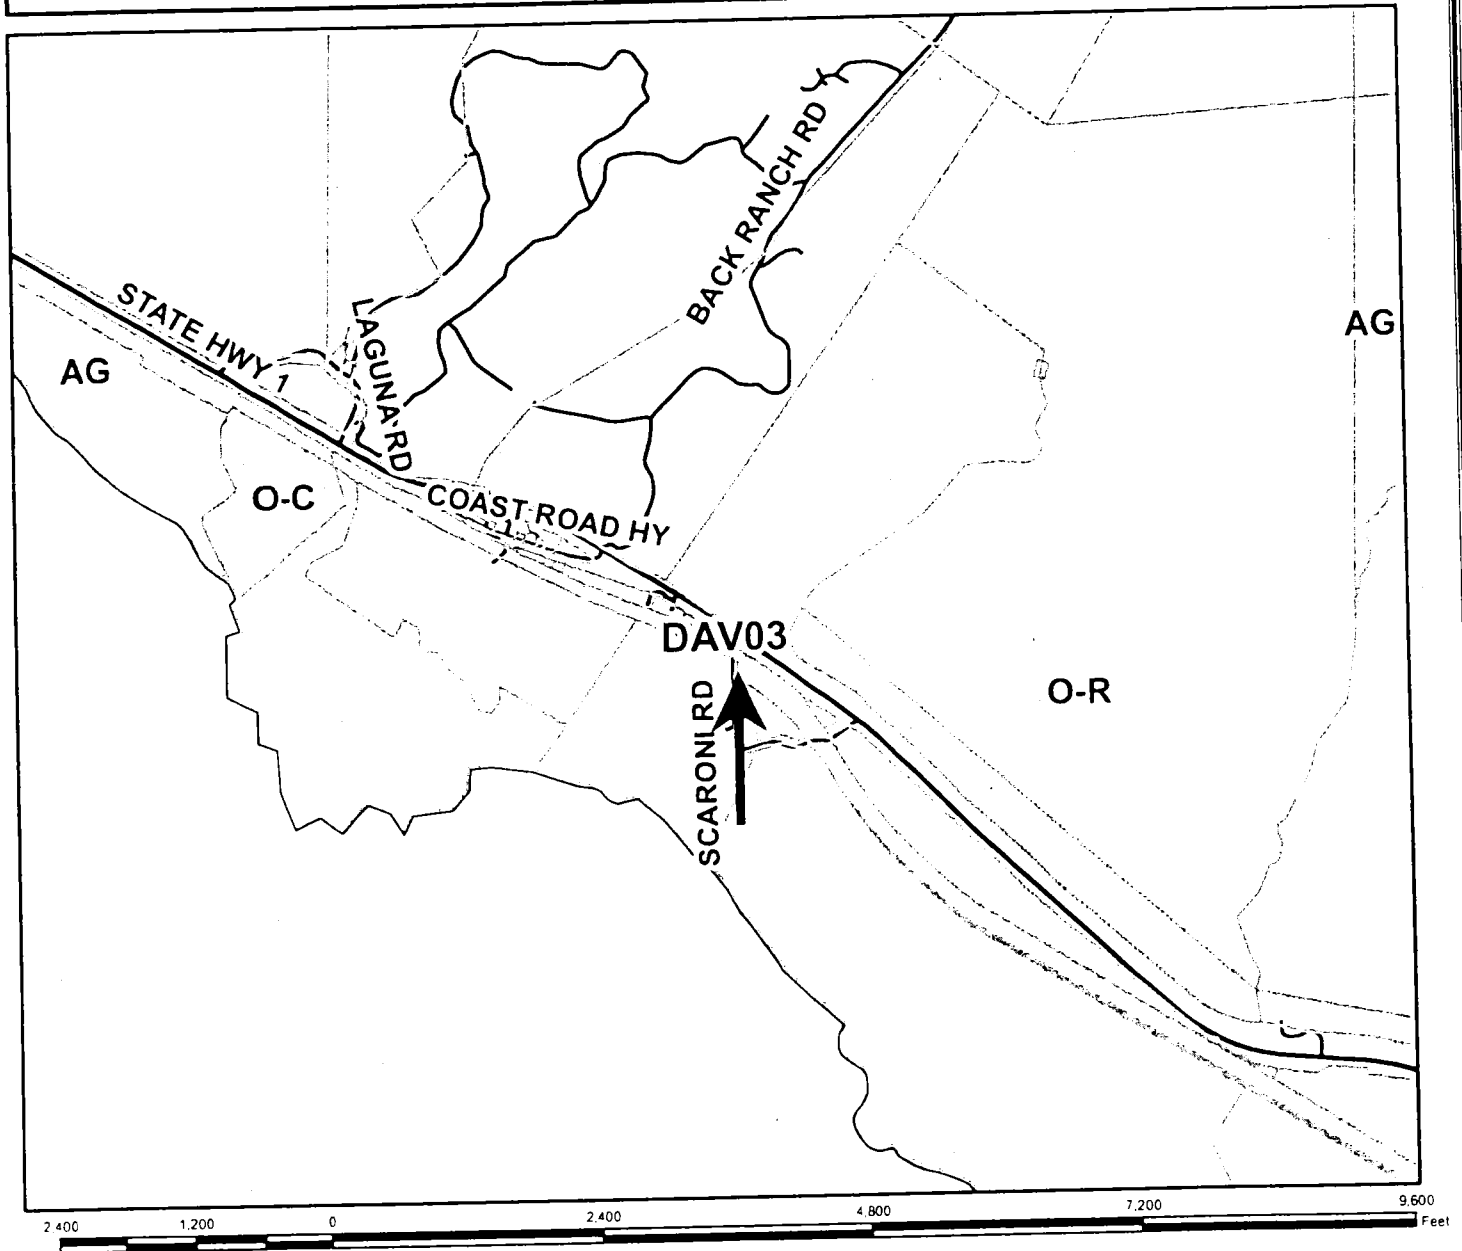 BACK RANCH RD
STATE HWY 1
LAGUNA RD
AG
AG
O-C
COAST ROAD HY
1
DAV03
SCARONI RD
O-R
2,400 1,200 0 2,400 4,800 7,200 9,600
Feet